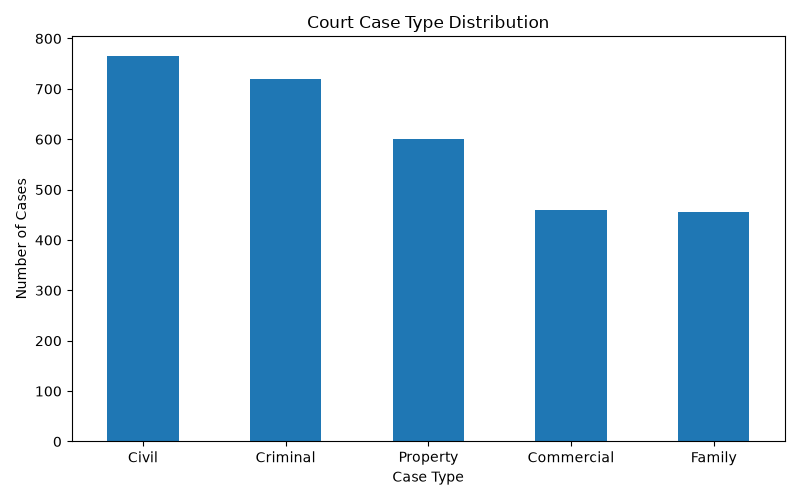 Court Case Type Distribution
800
700
600
500
400
300
200
100
0
Number of Cases
Civil Criminal Property Commercial Family
Case Type